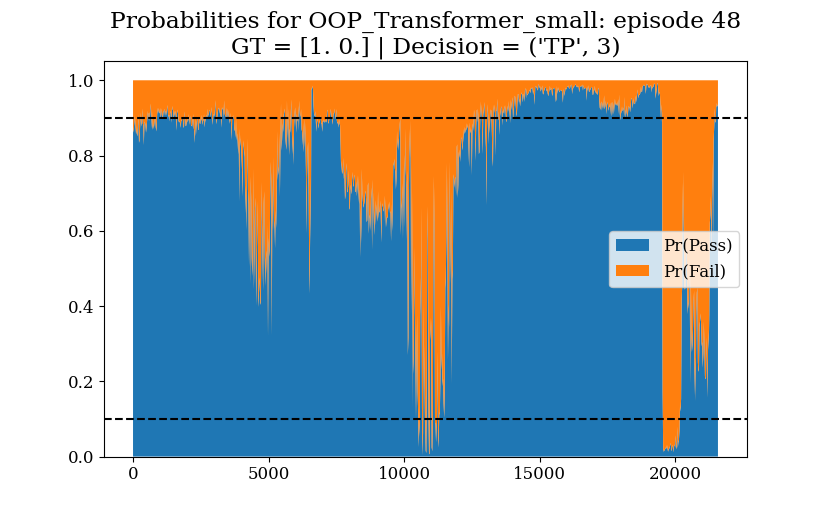 Probabilities for OOP_Transformer_small: episode 48
GT = [1. 0.] | Decision = ('TP', 3)
1.0
0.8
0.6
0.4
0.2
0.0
Pr(Pass)
Pr(Fail)
0 5000 10000 15000 20000